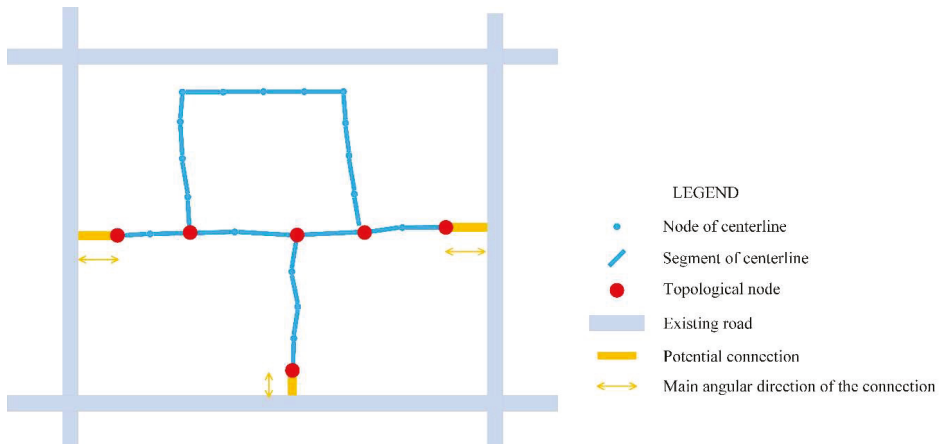 LEGEND
Node of centerline
Segment of centerline
Topological node
Existing road
Potential connection
Main angular direction of the connection